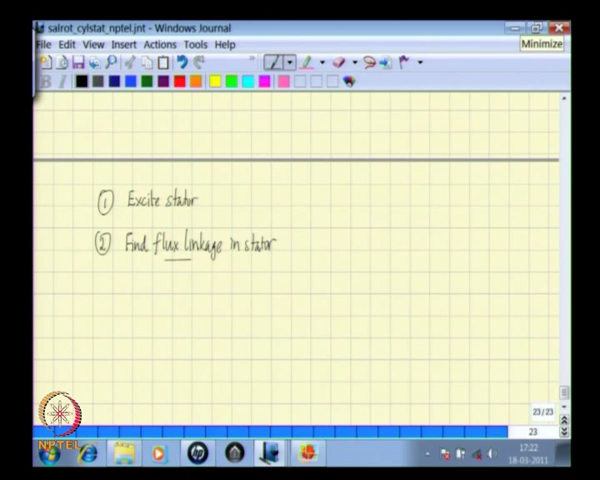 salrot_cylstat_nptel.jnt - Windows Journal
Minimize
File Edit View Insert Actions Tools Help
B I
① Excite stator
② Find flux linkage in stator
23/23
23
NPTEL
hp
17:22
18-03-2011